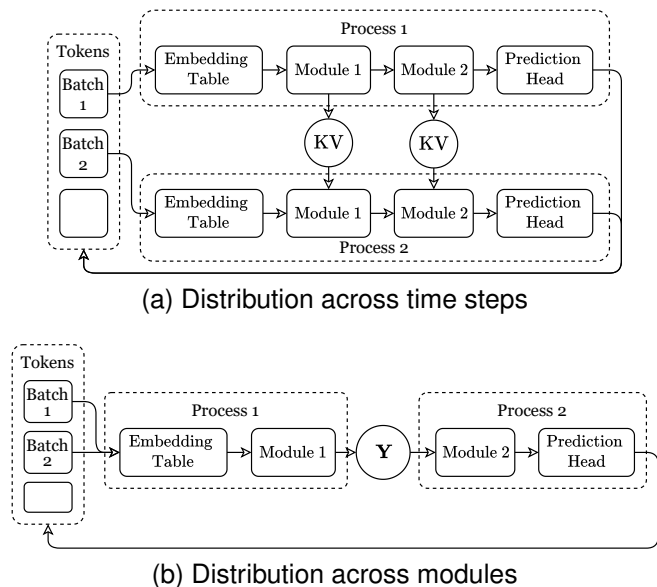 Tokens
Batch
1
Batch
2
Process 1
Embedding
Table
Module 1
Module 2
Prediction
Head
KV
KV
Embedding
Table
Module 1
Module 2
Prediction
Head
Process 2
(a) Distribution across time steps
Tokens
Batch
1
Batch
2
Process 1
Embedding
Table
Module 1
Y
Process 2
Module 2
Prediction
Head
(b) Distribution across modules